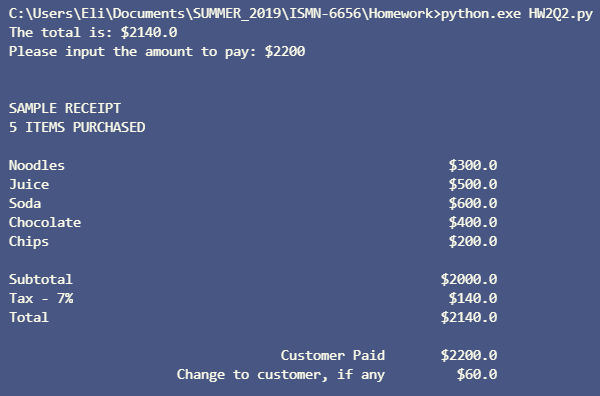 C:\Users\Eli\Documents\SUMMER_2019\ISMN-6656\Homework>python.exe HW2Q2.py
The total is: $2140.0
Please input the amount to pay: $2200
SAMPLE RECEIPT
5 ITEMS PURCHASED
Noodles $300.0
Juice $500.0
Soda $600.0
Chocolate $400.0
Chips $200.0
Subtotal $2000.0
Tax - 7% $140.0
Total $2140.0
Customer Paid $2200.0
Change to customer, if any $60.0